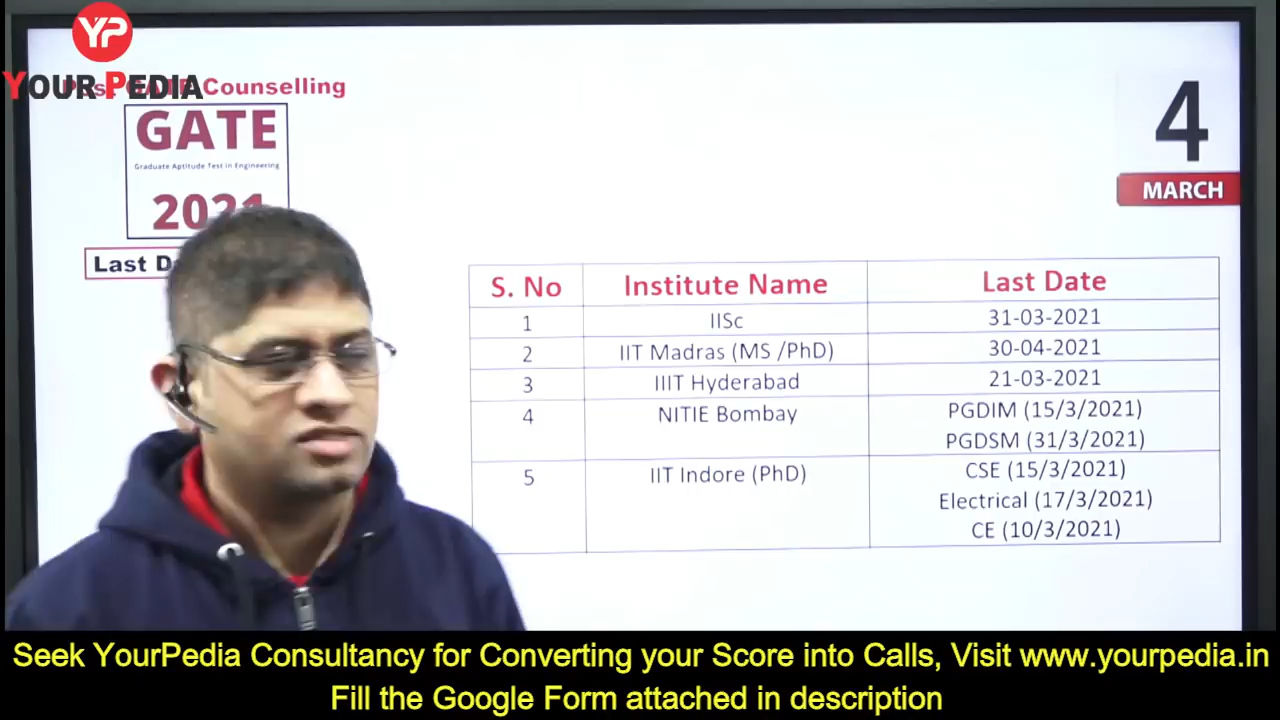 YP
YOUR PEDIA
Counselling
GATE
Graduate Aptitude Test in Engineering
2021
Last
4
MARCH
S. No Institute Name Last Date
1 IISc 31-03-2021
2 IIT Madras (MS /PhD) 30-04-2021
3 IIIT Hyderabad 21-03-2021
4 NITIE Bombay PGDIM (15/3/2021)
PGDSM (31/3/2021)
5 IIT Indore (PhD) CSE (15/3/2021)
Electrical (17/3/2021)
CE (10/3/2021)
Seek YourPedia Consultancy for Converting your Score into Calls, Visit www.yourpedia.in
Fill the Google Form attached in description